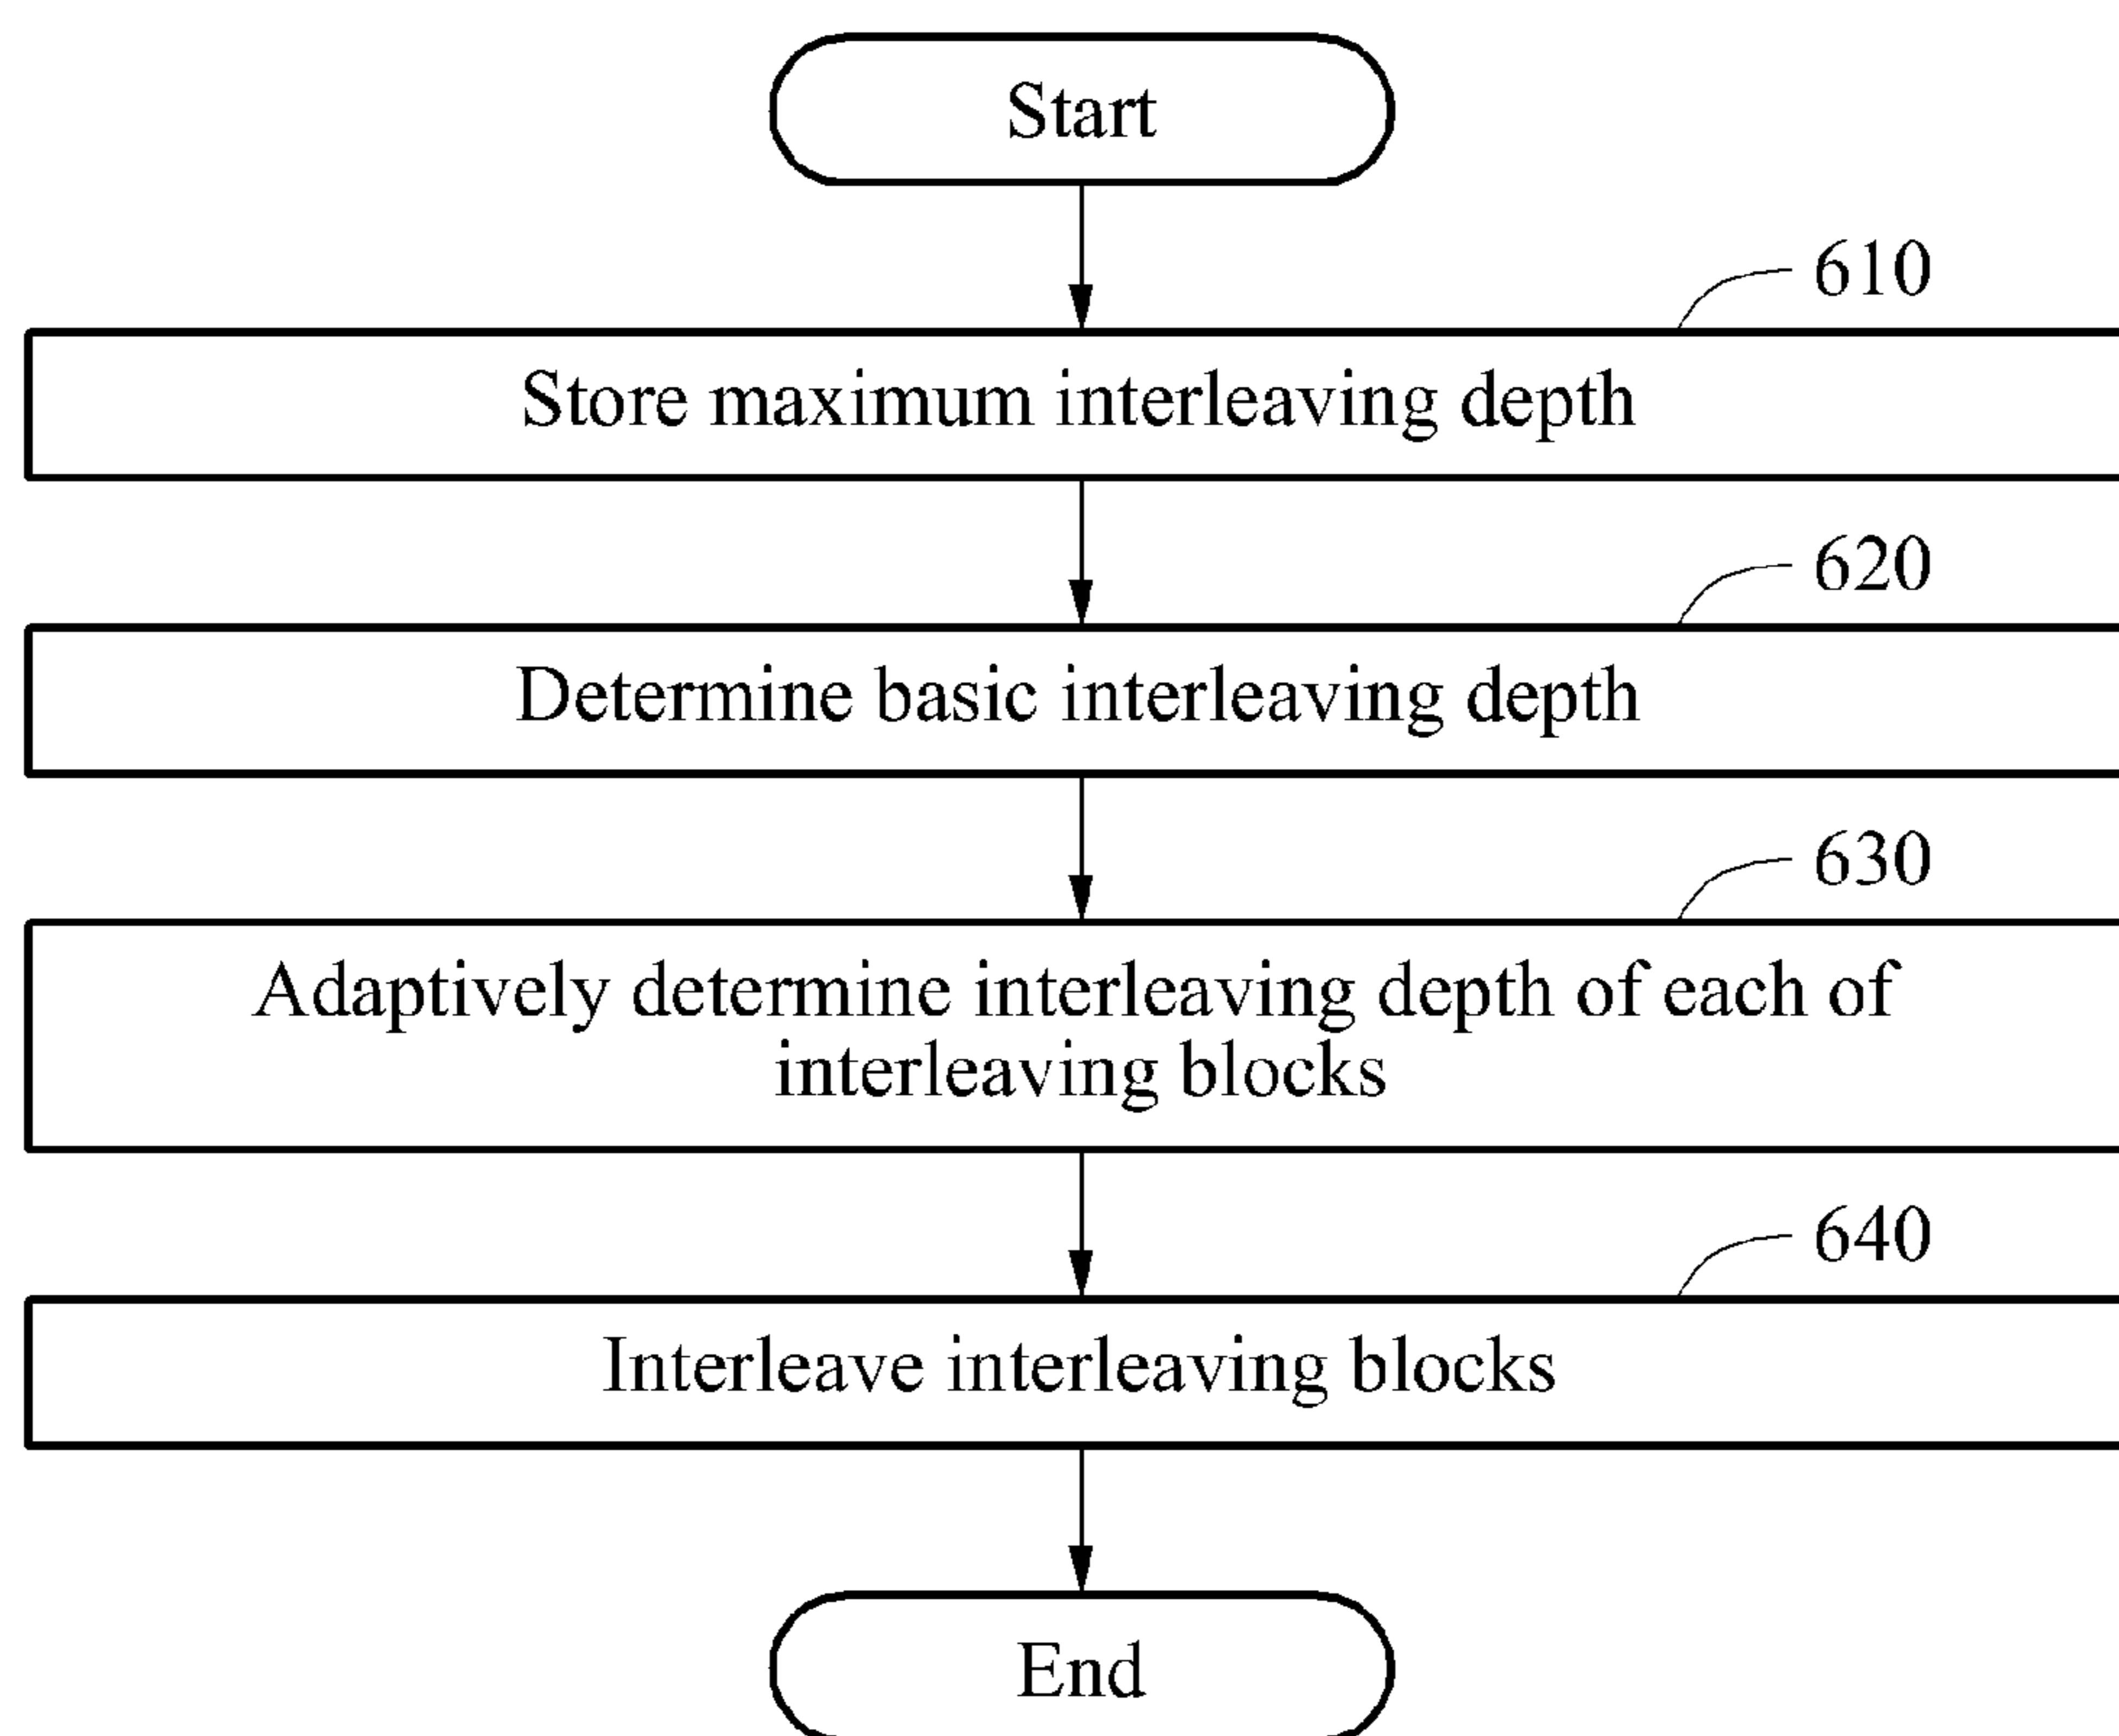 Start
610
Store maximum interleaving depth
620
Determine basic interleaving depth
630
Adaptively determine interleaving depth of each of
interleaving blocks
640
Interleave interleaving blocks
End